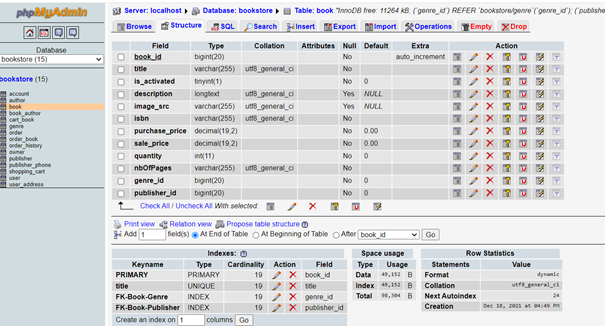 phpMyAdmin
Server: localhost ▸ Database: bookstore ▸ Table: book "InnoDB free: 11264 kB; (`genre_id`) REFER `bookstore/genre`(`genre_id`); (`publishe
Browse Structure SQL Search Insert Export Import Operations Empty Drop
Database
bookstore (15)
bookstore (15)
account
author
book
book_author
cart_book
genre
order
order_book
order_history
owner
publisher
publisher_phone
shopping_cart
user
user_address
Field Type Collation Attributes Null Default Extra Action
book_id bigint(20) No auto_increment
title varchar(255) utf8_general_ci No
is_activated tinyint(1) No 0
description longtext utf8_general_ci Yes NULL
image_src varchar(255) utf8_general_ci Yes NULL
isbn varchar(255) utf8_general_ci No
purchase_price decimal(19,2) No 0.00
sale_price decimal(19,2) No 0.00
quantity int(11) No 0
nbOfPages varchar(255) utf8_general_ci No
genre_id bigint(20) No 0
publisher_id bigint(20) No
Check All / Uncheck All With selected:
Print view Relation view Propose table structure
Add 1 field(s) At End of Table At Beginning of Table After book_id Go
Indexes:
Keyname Type Cardinality Action Field
PRIMARY PRIMARY 19 book_id
title UNIQUE 19 title
FK-Book-Genre INDEX 19 genre_id
FK-Book-Publisher INDEX 19 publisher_id
Create an index on 1 columns Go
Space usage
Type Usage
Data 49,152 B
Index 49,152 B
Total 98,304 B
Row Statistics
Statements Value
Format dynamic
Collation utf8_general_ci
Next Autoindex 24
Creation Dec 18, 2021 at 04:49 PM